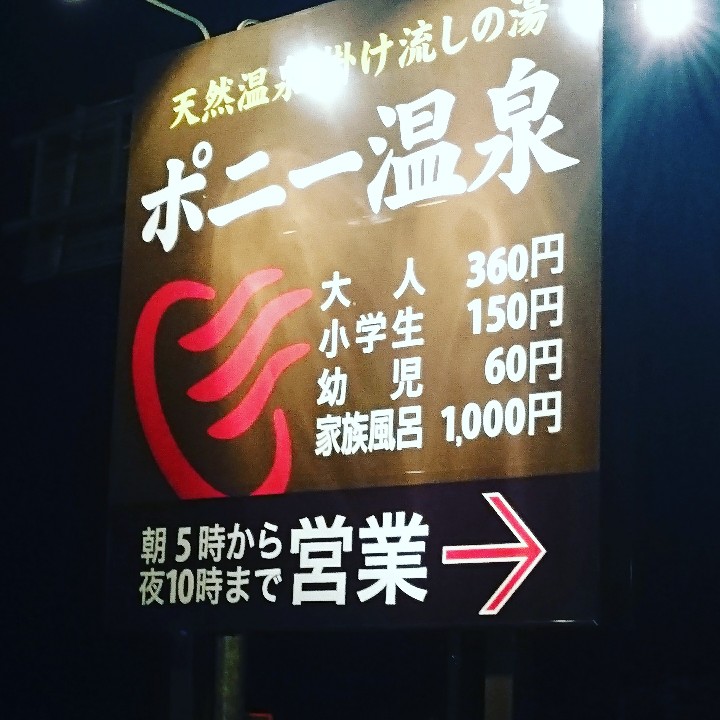 天然温泉掛け流しの湯
ポニー温泉
大人 360円
小学生 150円
幼児 60円
家族風呂 1,000円
朝5時から
夜10時まで
営業